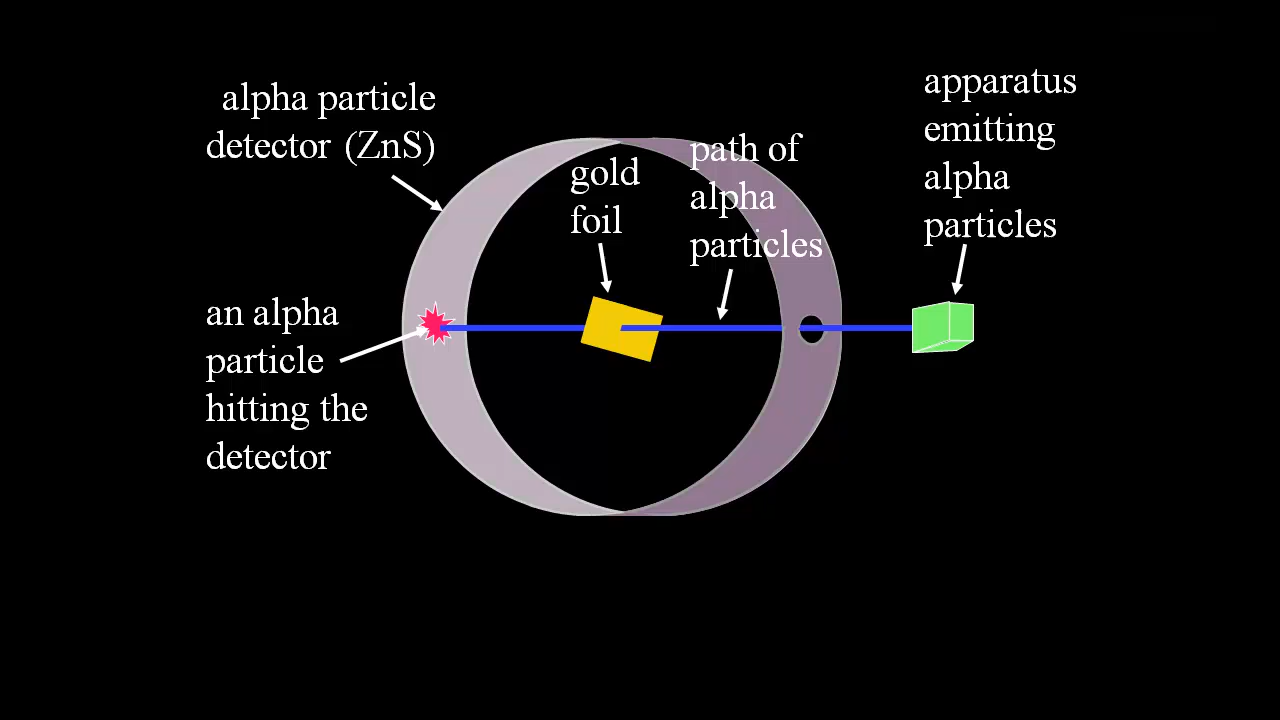 alpha particle
detector (ZnS)
gold
foil
path of
alpha
particles
apparatus
emitting
alpha
particles
an alpha
particle
hitting the
detector